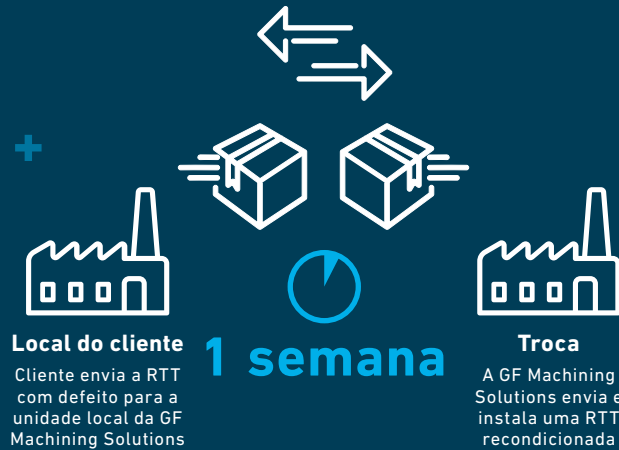 Local do cliente
Cliente envia a RTT
com defeito para a
unidade local da GF
Machining Solutions
1 semana
Troca
A GF Machining
Solutions envia e
instala uma RTT
recondicionada